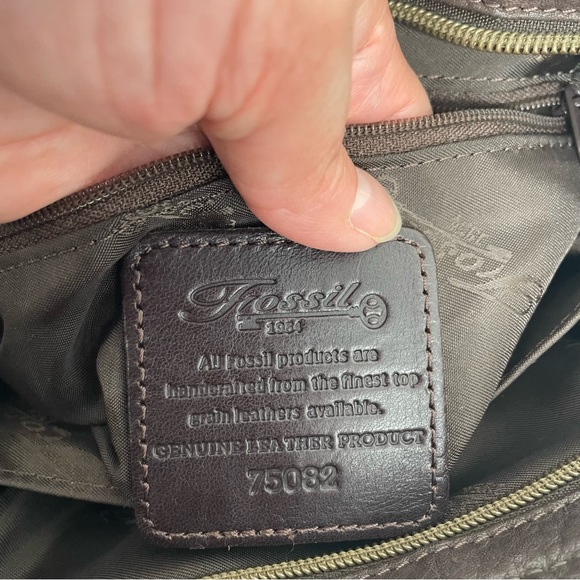 Fossil
1954
All Fossil products are
handcrafted from the finest top
grain leathers available.
GENUINE LEATHER PRODUCT
75082